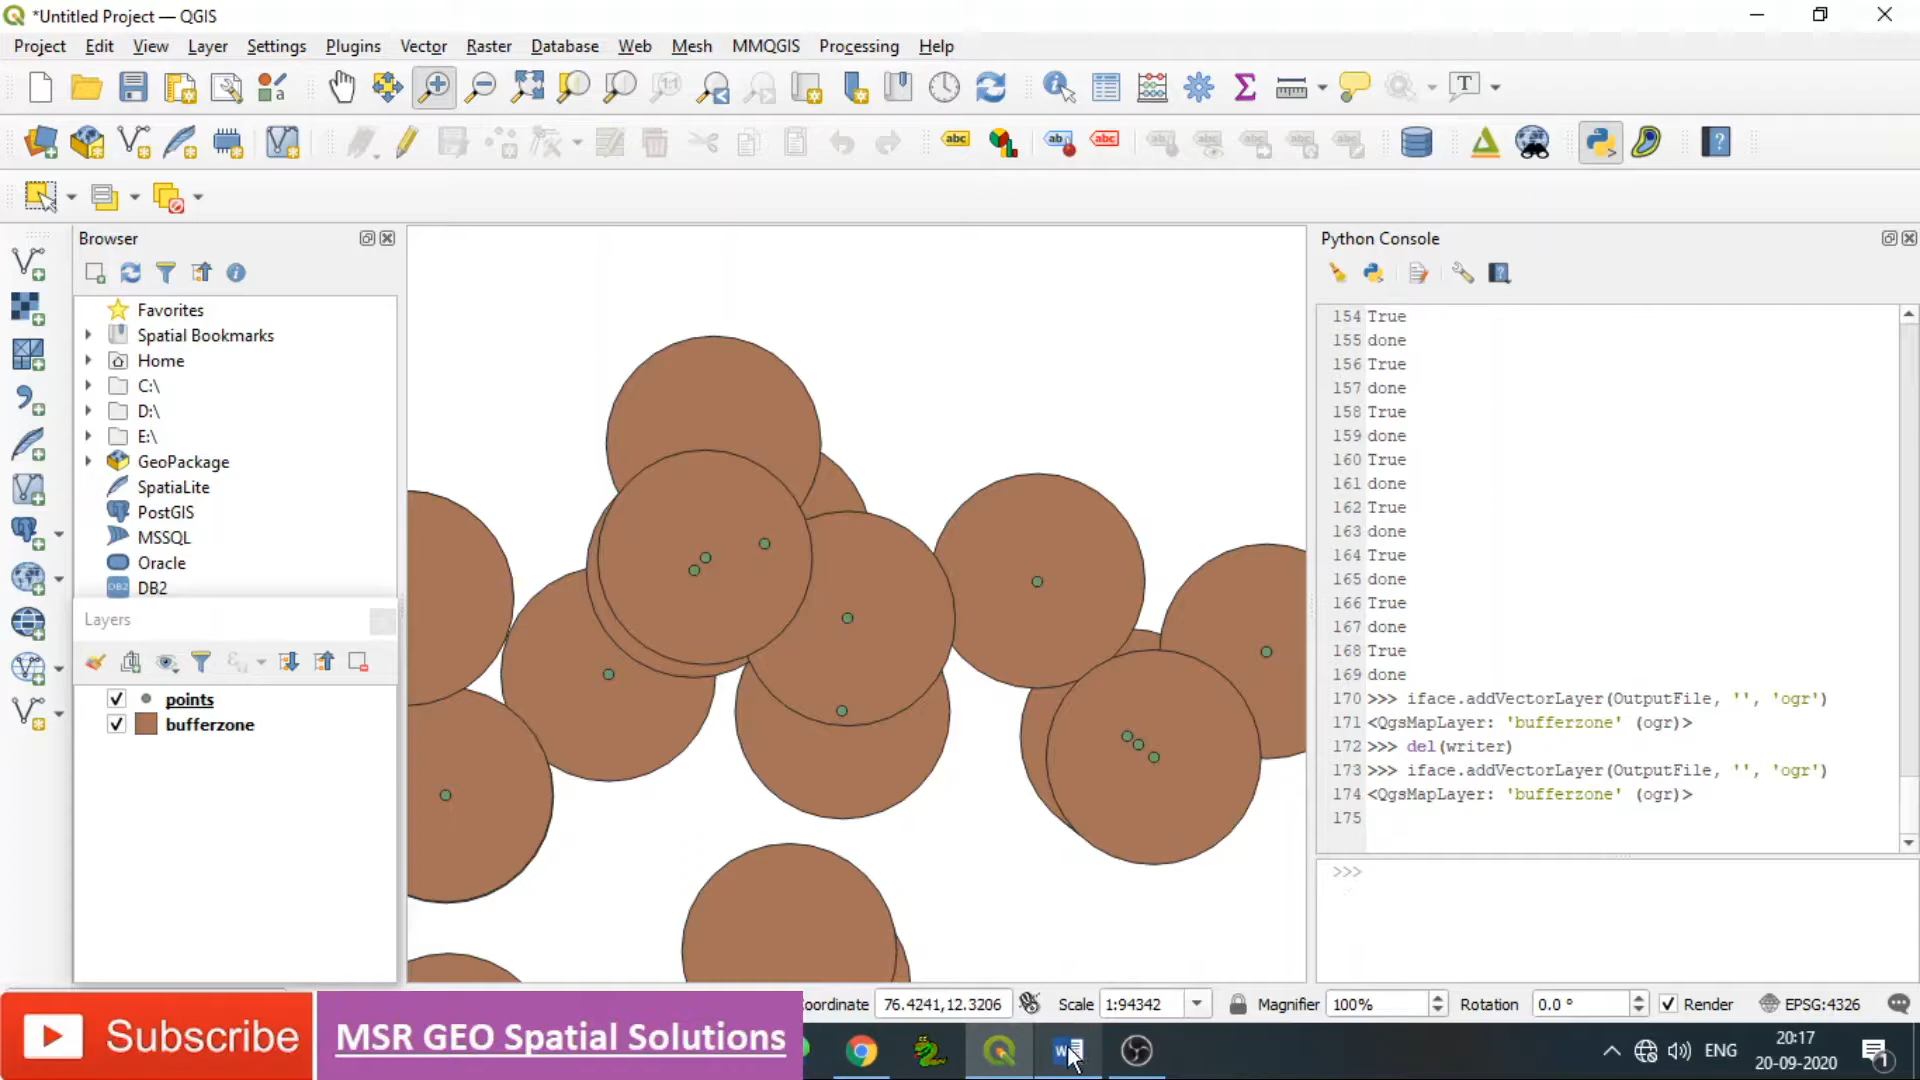 *Untitled Project — QGIS
Project Edit View Layer Settings Plugins Vector Raster Database Web Mesh MMQGIS Processing Help
Browser
Favorites
Spatial Bookmarks
Home
C:\
D:\
E:\
GeoPackage
SpatiaLite
PostGIS
MSSQL
Oracle
DB2
Layers
points
bufferzone
Python Console
154 True
155 done
156 True
157 done
158 True
159 done
160 True
161 done
162 True
163 done
164 True
165 done
166 True
167 done
168 True
169 done
170 >>> iface.addVectorLayer(OutputFile, '', 'ogr')
171 <QgsMapLayer: 'bufferzone' (ogr)>
172 >>> del(writer)
173 >>> iface.addVectorLayer(OutputFile, '', 'ogr')
174 <QgsMapLayer: 'bufferzone' (ogr)>
175
>>>
oordinate 76.4241,12.3206 Scale 1:94342 Magnifier 100% Rotation 0.0 ° Render EPSG:4326
Subscribe
MSR GEO Spatial Solutions
ENG
20:17
20-09-2020
1